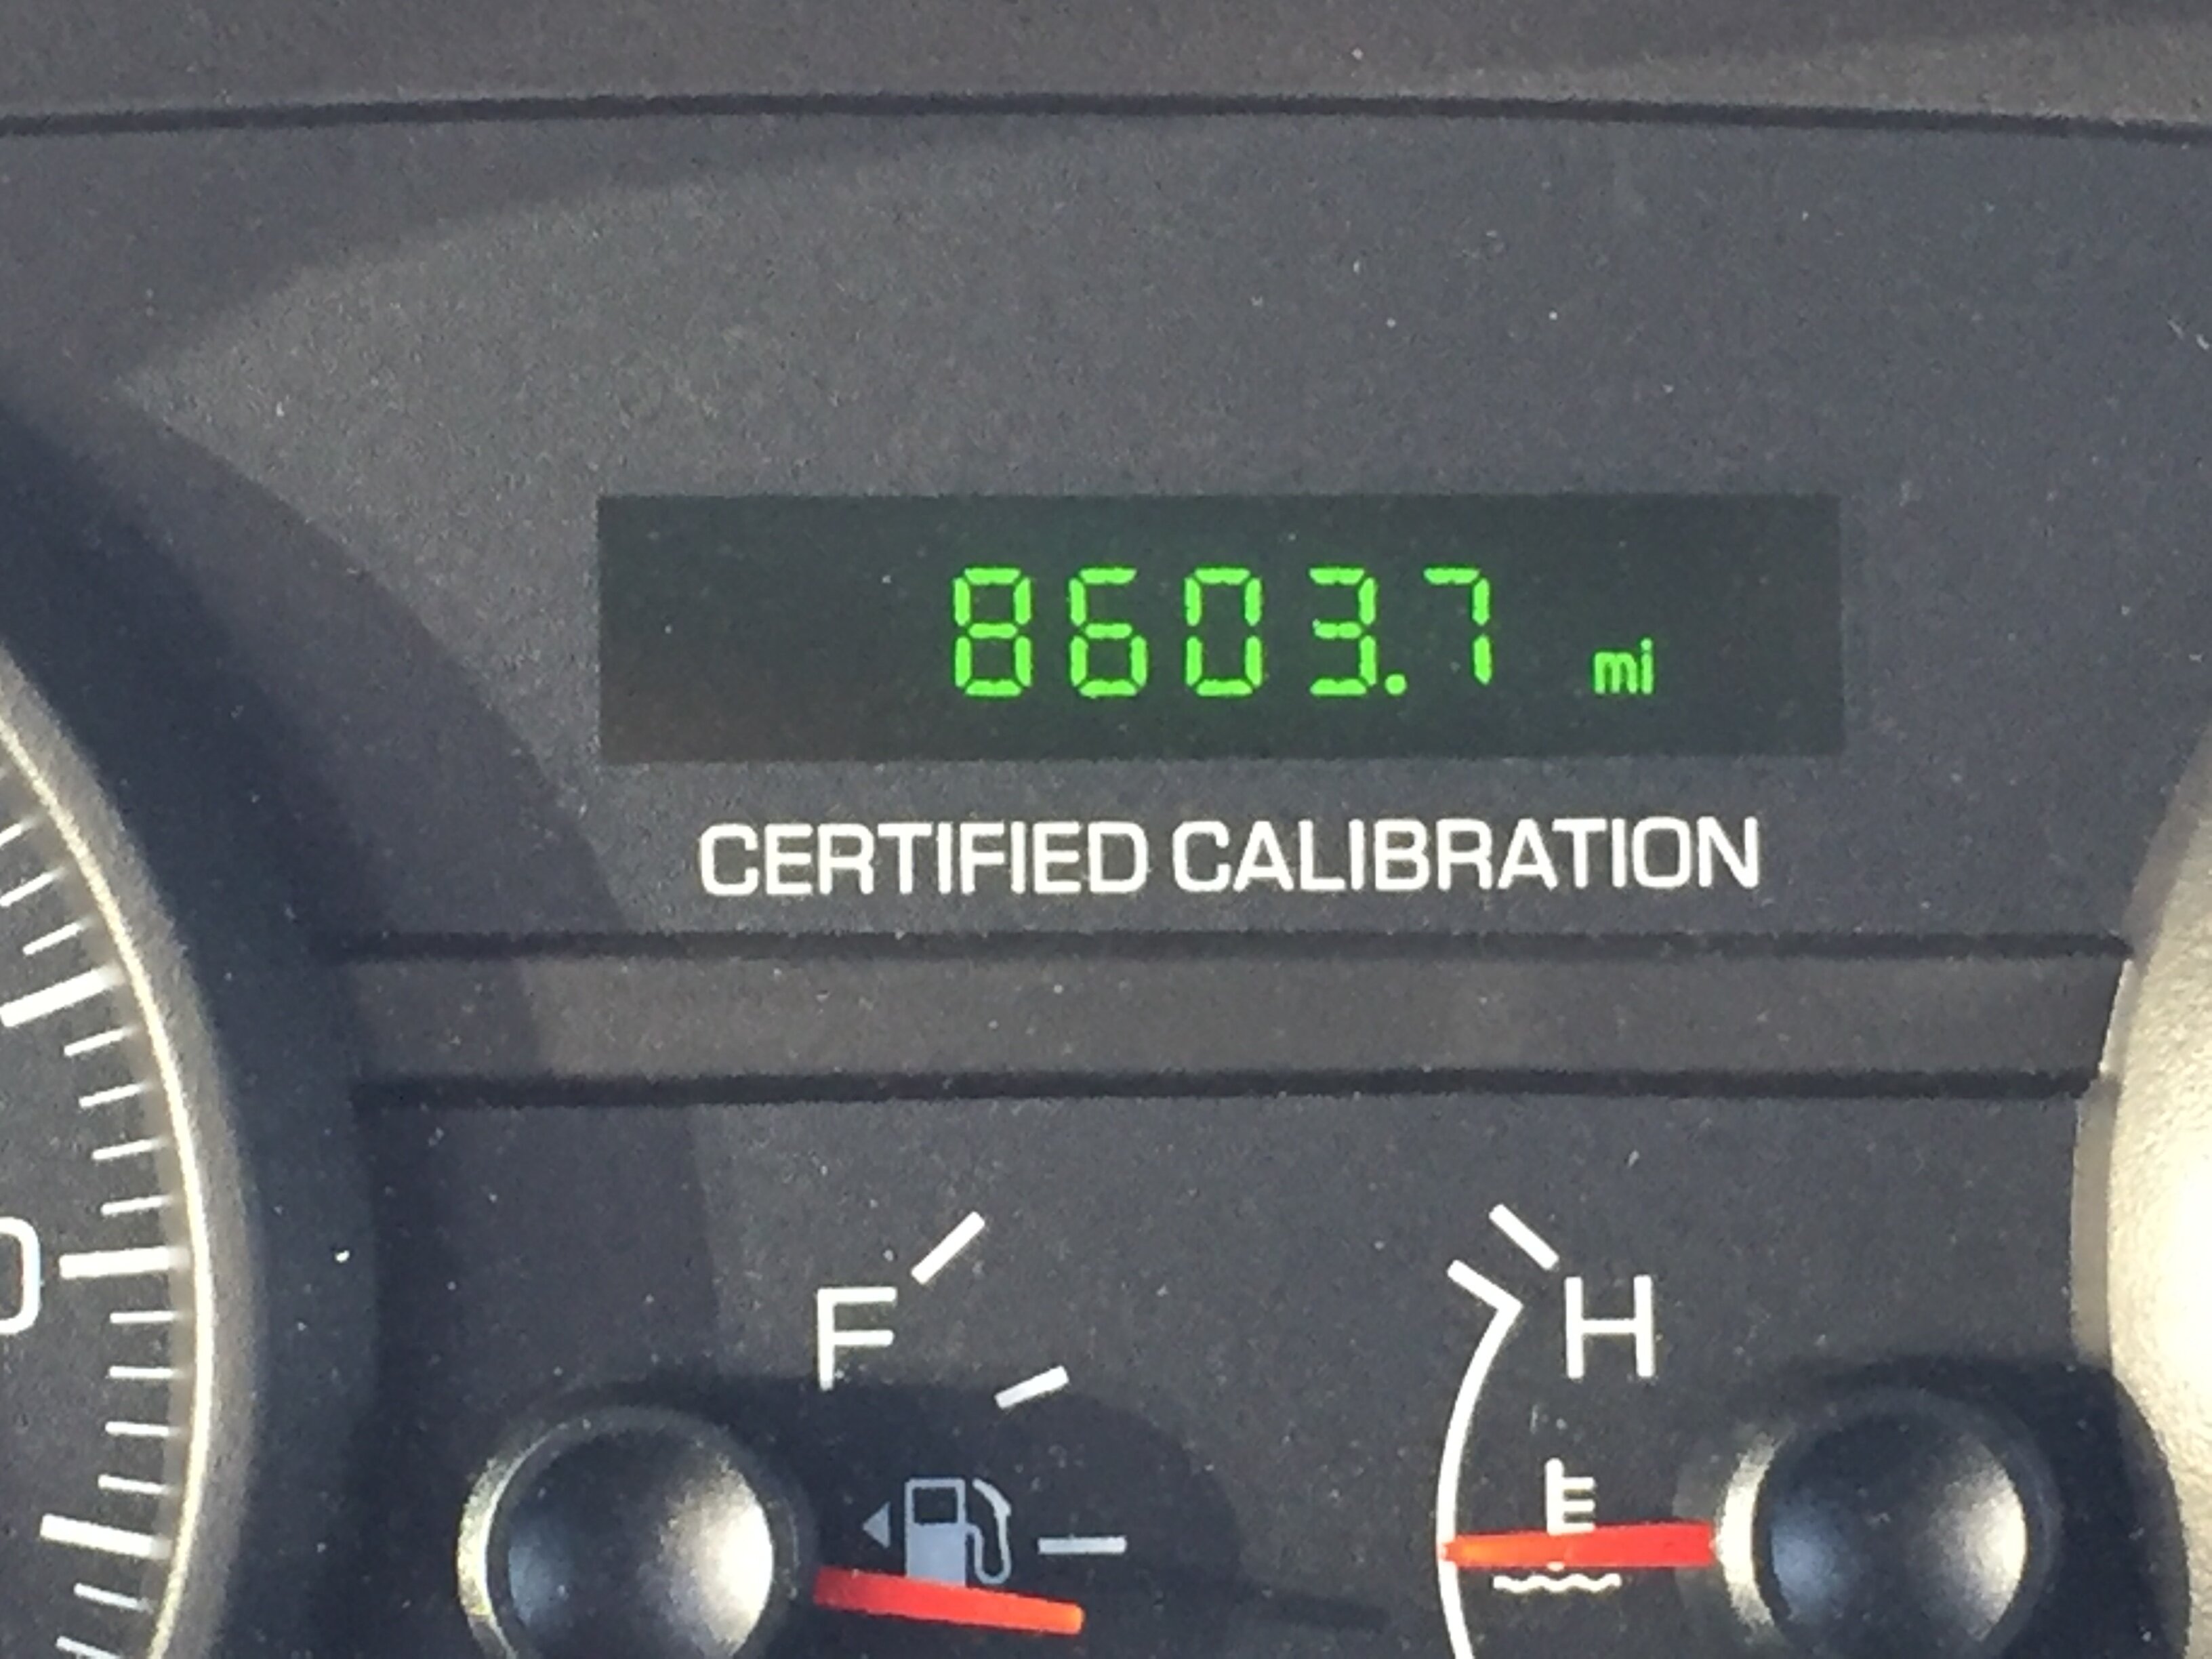 8603.7 mi
CERTIFIED CALIBRATION
F H